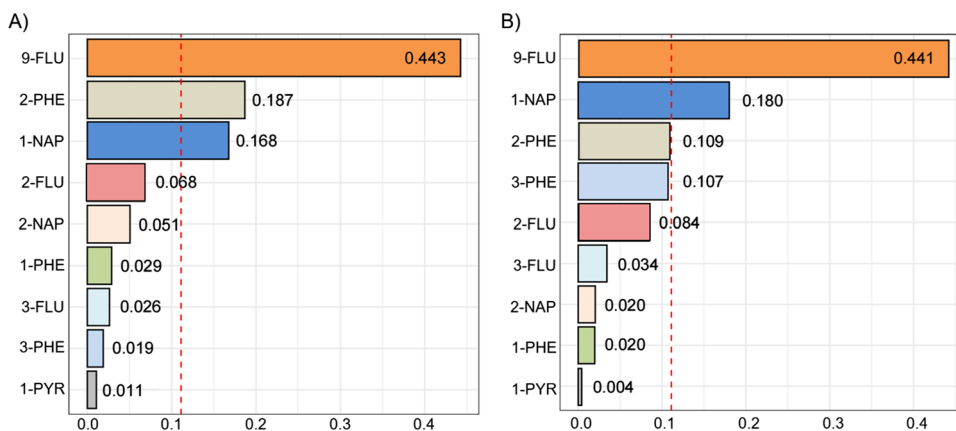 A)
9-FLU 0.443
2-PHE 0.187
1-NAP 0.168
2-FLU 0.068
2-NAP 0.051
1-PHE 0.029
3-FLU 0.026
3-PHE 0.019
1-PYR 0.011
0.0 0.1 0.2 0.3 0.4
B)
9-FLU 0.441
1-NAP 0.180
2-PHE 0.109
3-PHE 0.107
2-FLU 0.084
3-FLU 0.034
2-NAP 0.020
1-PHE 0.020
1-PYR 0.004
0.0 0.1 0.2 0.3 0.4